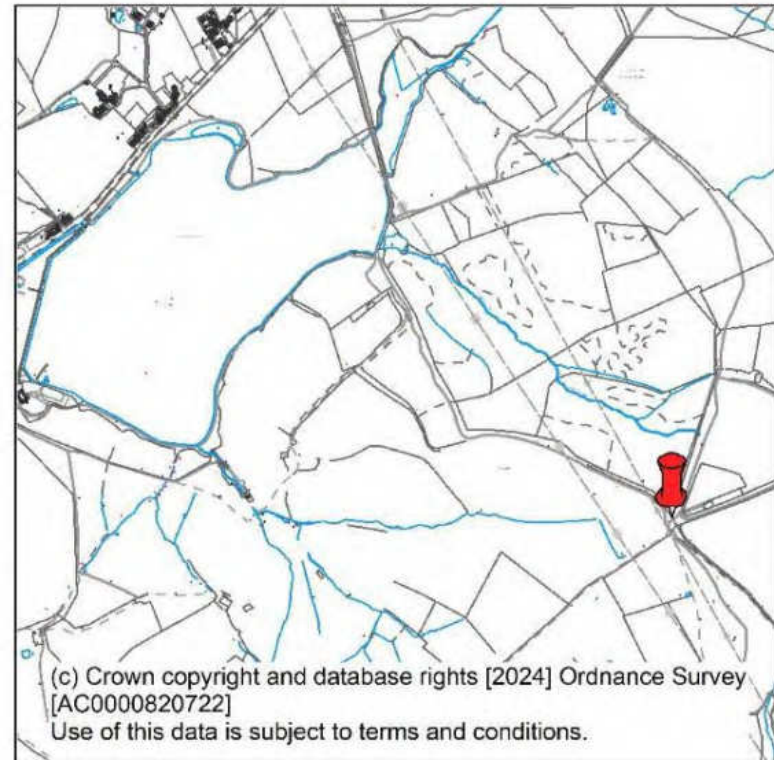 (c) Crown copyright and database rights [2024] Ordnance Survey
[AC0000820722]
Use of this data is subject to terms and conditions.